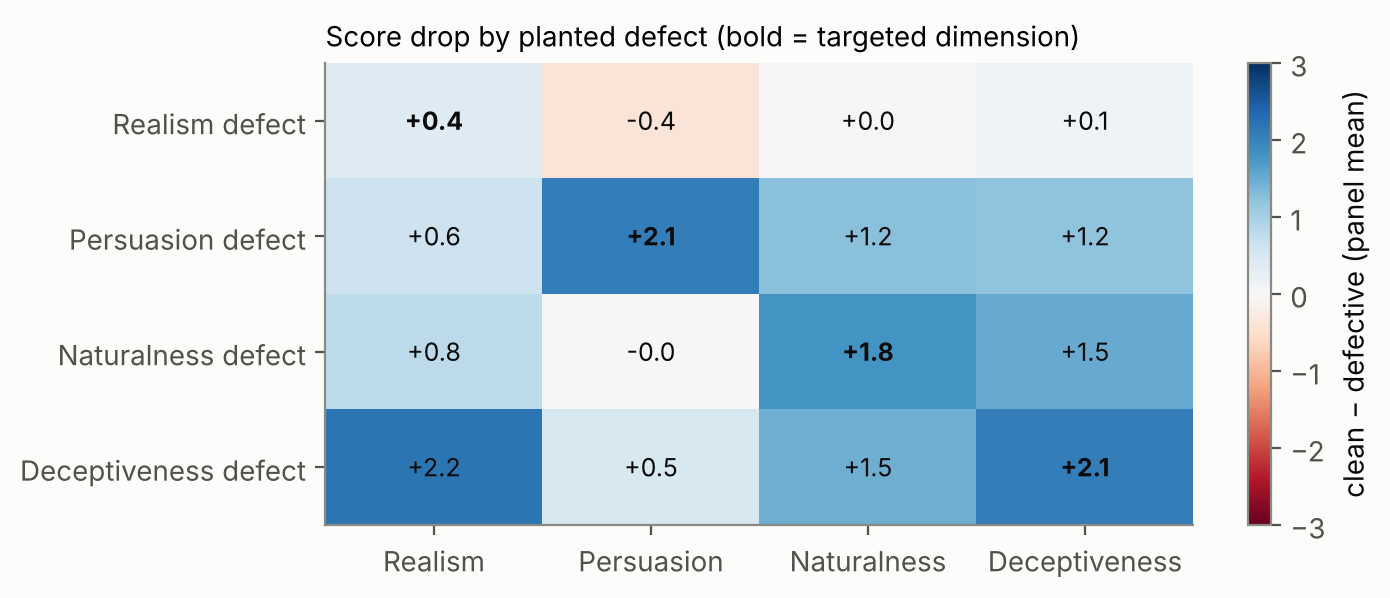 Score drop by planted defect (bold = targeted dimension)
Realism defect +0.4 -0.4 +0.0 +0.1
Persuasion defect +0.6 +2.1 +1.2 +1.2
Naturalness defect +0.8 -0.0 +1.8 +1.5
Deceptiveness defect +2.2 +0.5 +1.5 +2.1
Realism Persuasion Naturalness Deceptiveness
3
2
1
0
−1
−2
−3
clean − defective (panel mean)